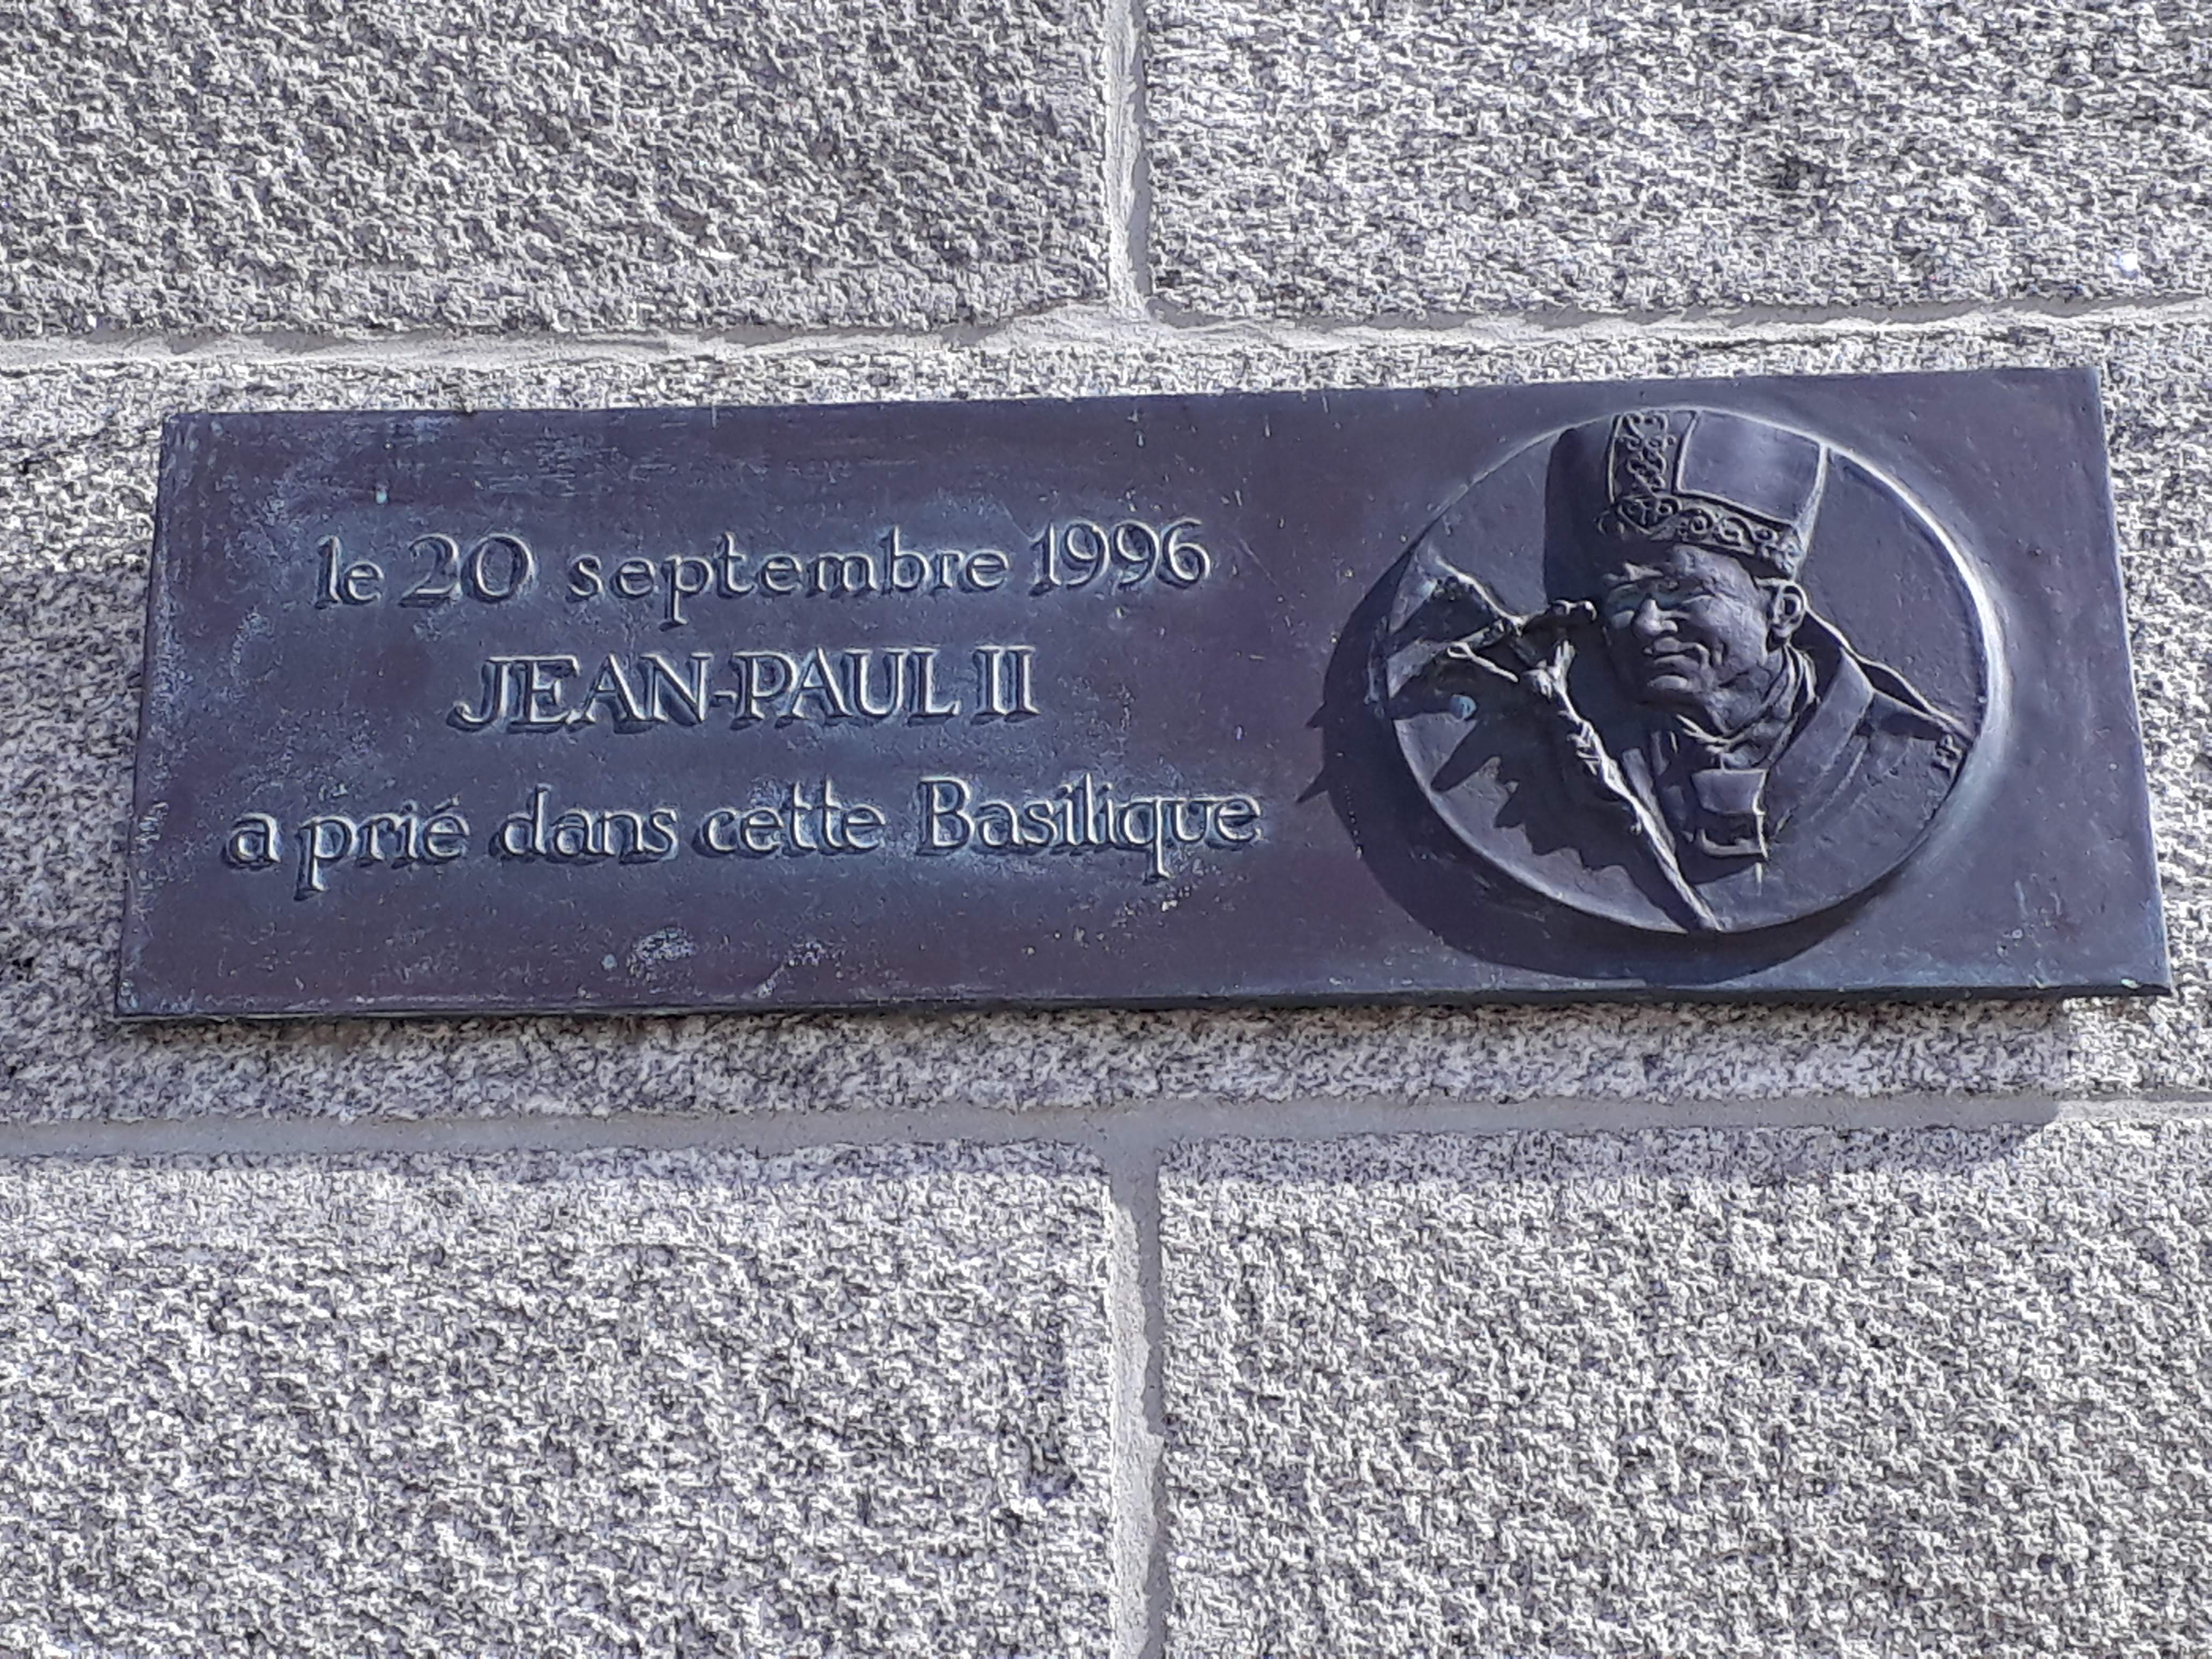 le 20 septembre 1996
JEAN-PAUL II
a prié dans cette Basilique